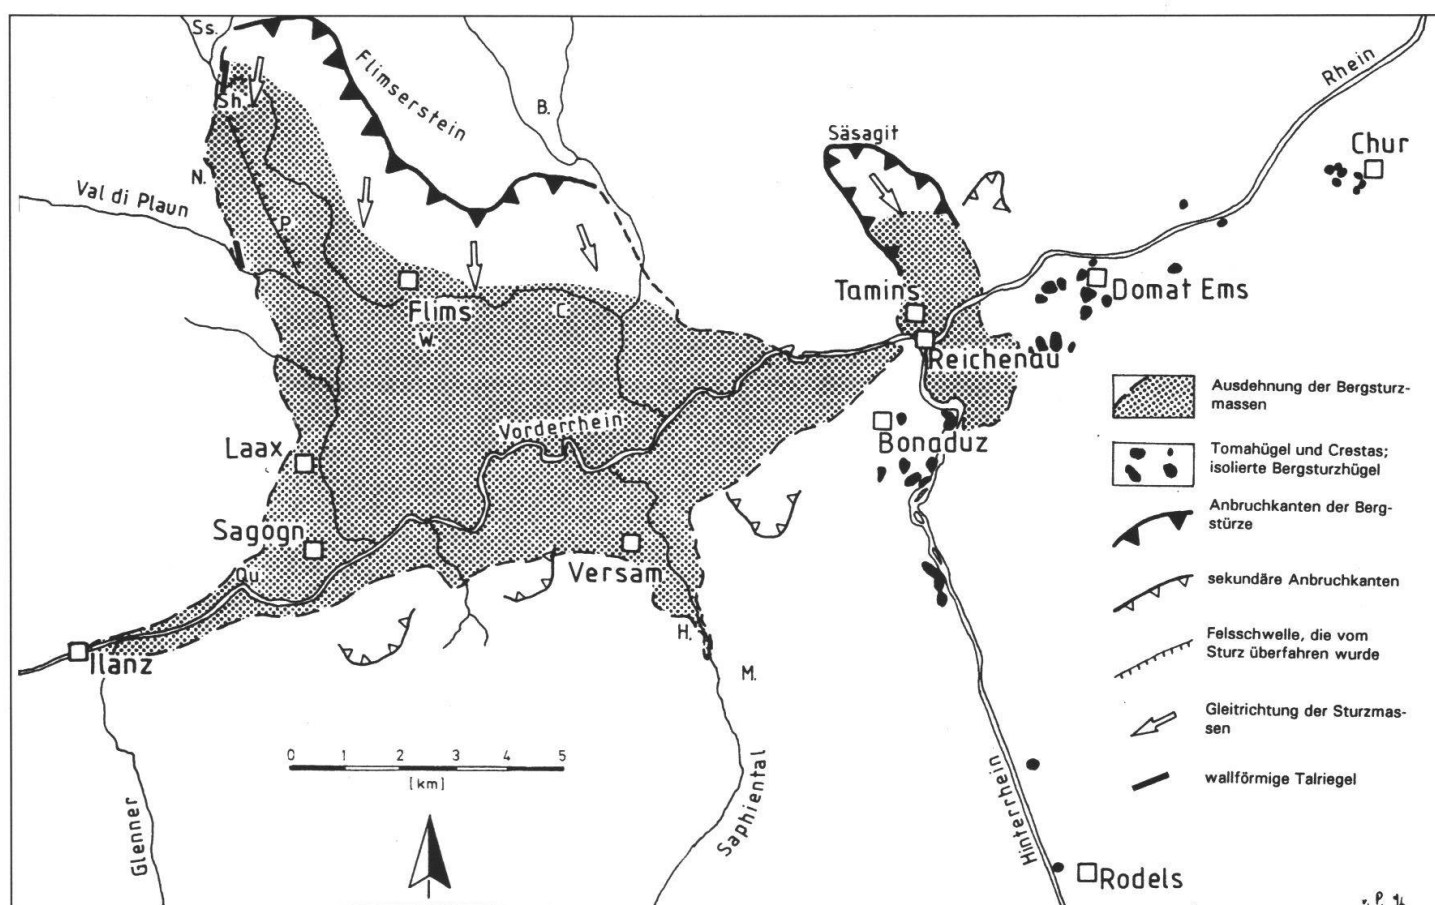 Ss.
Flimserstein
B.
Rhein
Säsagit
Chur
Sh.
N.
Val di Plaun
P.
Tamins
Domat Ems
Flims
W.
C.
Reichenau
Vorderrhein
Bonaduz
Laax
Sagogn
Versam
Qu.
H.
Ilanz
M.
0 1 2 3 4 5
[km]
Glenner
Saphiental
Hinterrhein
Rodels
Ausdehnung der Bergsturz-
massen
Tomahügel und Crestas;
isolierte Bergsturzhügel
Anbruchkanten der Berg-
stürze
sekundäre Anbruchkanten
Felsschwelle, die vom
Sturz überfahren wurde
Gleitrichtung der Sturzmas-
sen
wallförmige Talriegel